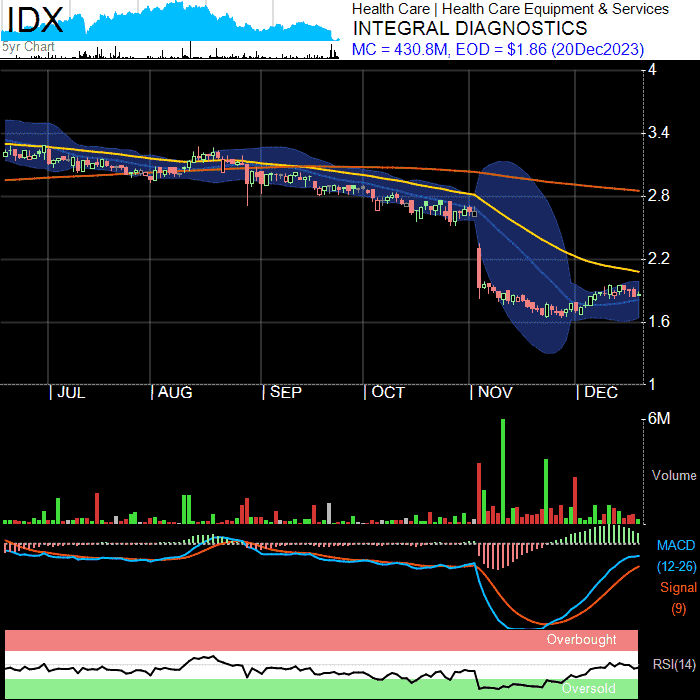 IDX
5yr Chart
Health Care | Health Care Equipment & Services
INTEGRAL DIAGNOSTICS
MC = 430.8M, EOD = $1.86 (20Dec2023)
4
3.4
2.8
2.2
1.6
1
| JUL | AUG | SEP | OCT | NOV | DEC
6M
Volume
MACD
(12-26)
Signal
(9)
Overbought
RSI(14)
Oversold